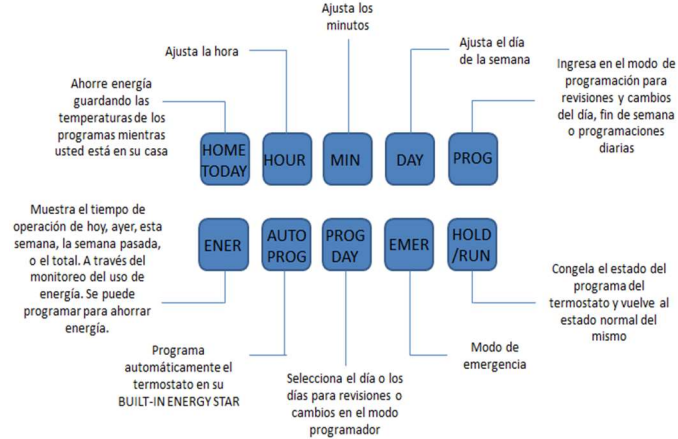 Ajusta los
minutos
Ajusta la hora
Ajusta el día
de la semana
Ingresa en el modo de
programación para
revisiones y cambios
del día, fin de semana
o programaciones
diarias
Ahorre energía
guardando las
temperaturas de los
programas mientras
usted está en su casa
HOME
TODAY
HOUR
MIN
DAY
PROG
Muestra el tiempo de
operación de hoy, ayer, esta
semana, la semana pasada,
o el total. A través del
monitoreo del uso de
energía. Se puede
programar para ahorrar
energía.
ENER
AUTO
PROG
PROG
DAY
EMER
HOLD
/RUN
Congela el estado del
programa del
termostato y vuelve al
estado normal del
mismo
Programa
automáticamente el
termostato en su
BUILT-IN ENERGY STAR
Selecciona el día o los
días para revisiones o
cambios en el modo
programador
Modo de
emergencia